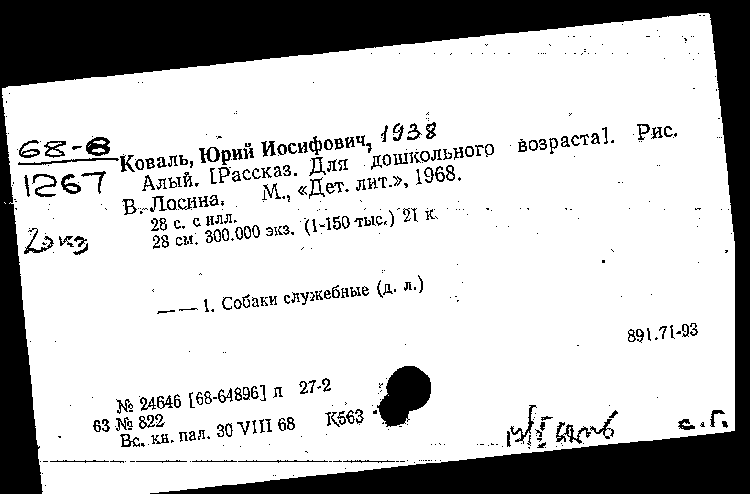 68-8
1267
2 экз
Коваль, Юрий Иосифович, 1938
Алый. [Рассказ. Для дошкольного возраста]. Рис.
В. Лосина. М., «Дет. лит.», 1968.
28 с. с илл.
28 см. 300.000 экз. (1-150 тыс.) 21 к.
—— 1. Собаки служебные (д. л.)
891.71-93
№ 24646 [68-64896] п 27-2
63 № 822
Вс. кн. пал. 30 VIII 68 К563
с. г.